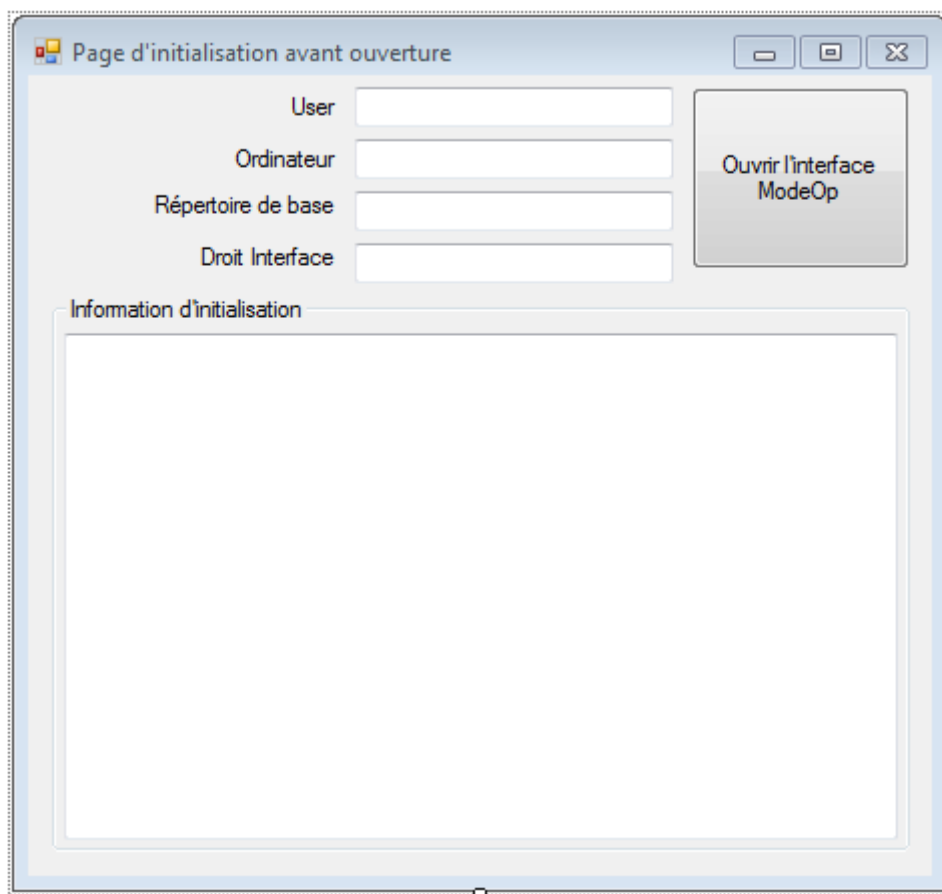 Page d'initialisation avant ouverture
User
Ordinateur
Répertoire de base
Droit Interface
Ouvrir l'interface
ModeOp
Information d'initialisation